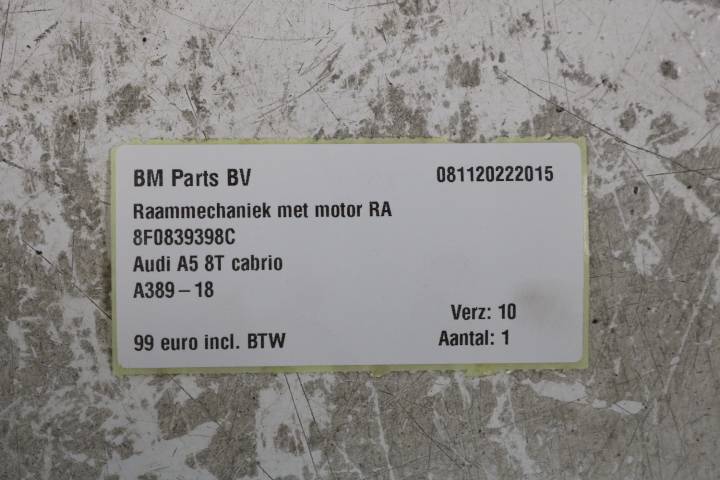 BM Parts BV 081120222015
Raammechaniek met motor RA
8F0839398C
Audi A5 8T cabrio
A389-18
Verz: 10
99 euro incl. BTW Aantal: 1